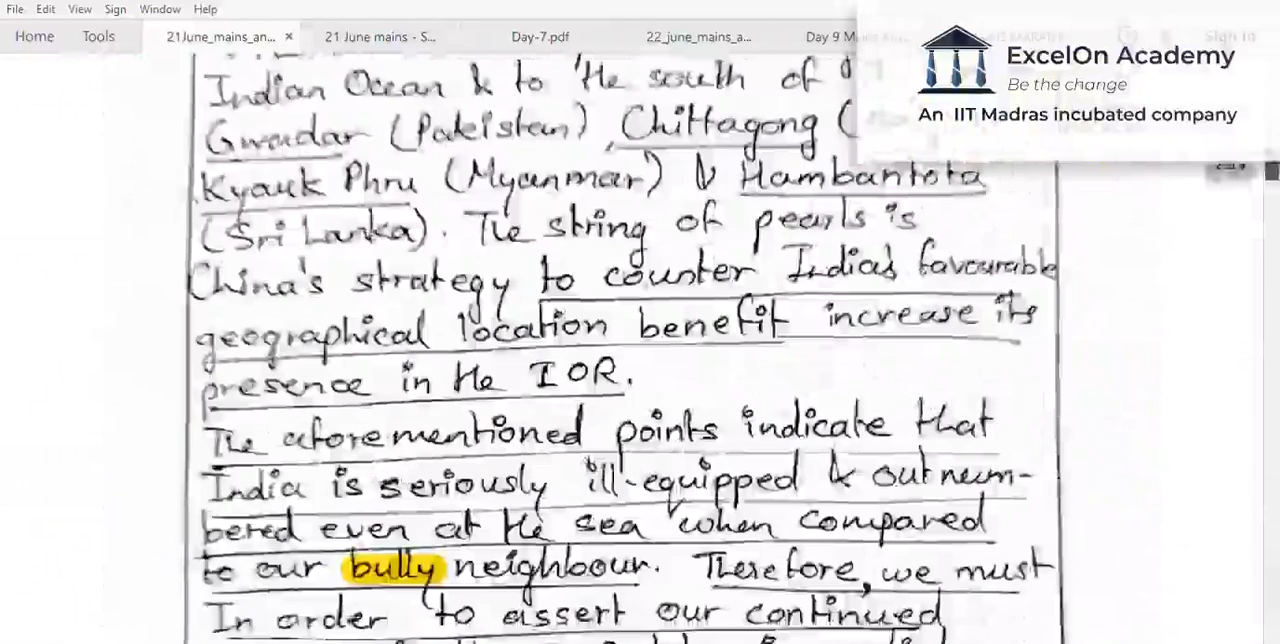 File Edit View Sign Window Help
Home Tools 21June_mains_an... × 21 June mains - S... Day-7.pdf 22_june_mains_a... Day 9 M
Sign In
ExcelOn Academy
Be the change
An IIT Madras incubated company
Indian Ocean & to the south of
Gwadar (Pakistan), Chittagong (
Kyauk Phru (Myanmar) & Hambantota
(Sri Lanka). The string of pearls is
China's strategy to counter India's favourable
geographical location benefit increase its
presence in the IOR.
The aforementioned points indicate that
India is seriously ill-equipped & outnum-
bered even at the sea when compared
to our bully neighbour. Therefore, we must
In order to assert our continued